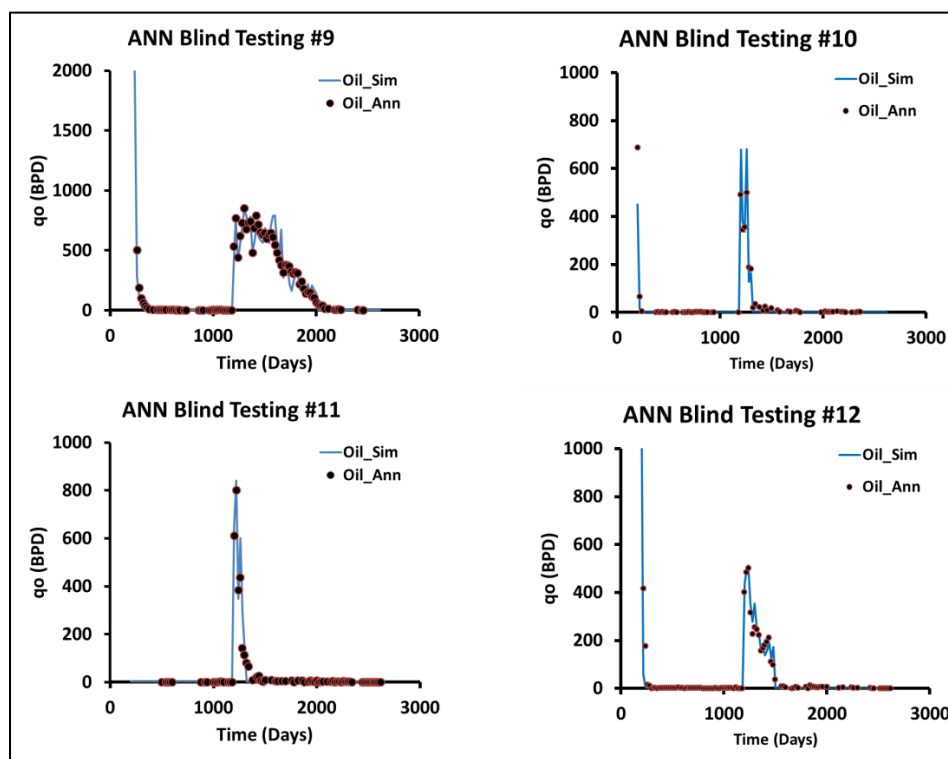 ANN Blind Testing #9
Oil_Sim
Oil_Ann
2000
1500
1000
500
0
qo (BPD)
0 1000 2000 3000
Time (Days)
ANN Blind Testing #10
Oil_Sim
Oil_Ann
1000
800
600
400
200
0
qo (BPD)
0 1000 2000 3000
Time (Days)
ANN Blind Testing #11
Oil_Sim
Oil_Ann
1000
800
600
400
200
0
qo (BPD)
0 1000 2000 3000
Time (Days)
ANN Blind Testing #12
Oil_Sim
Oil_Ann
1000
800
600
400
200
0
qo (BPD)
0 1000 2000 3000
Time (Days)